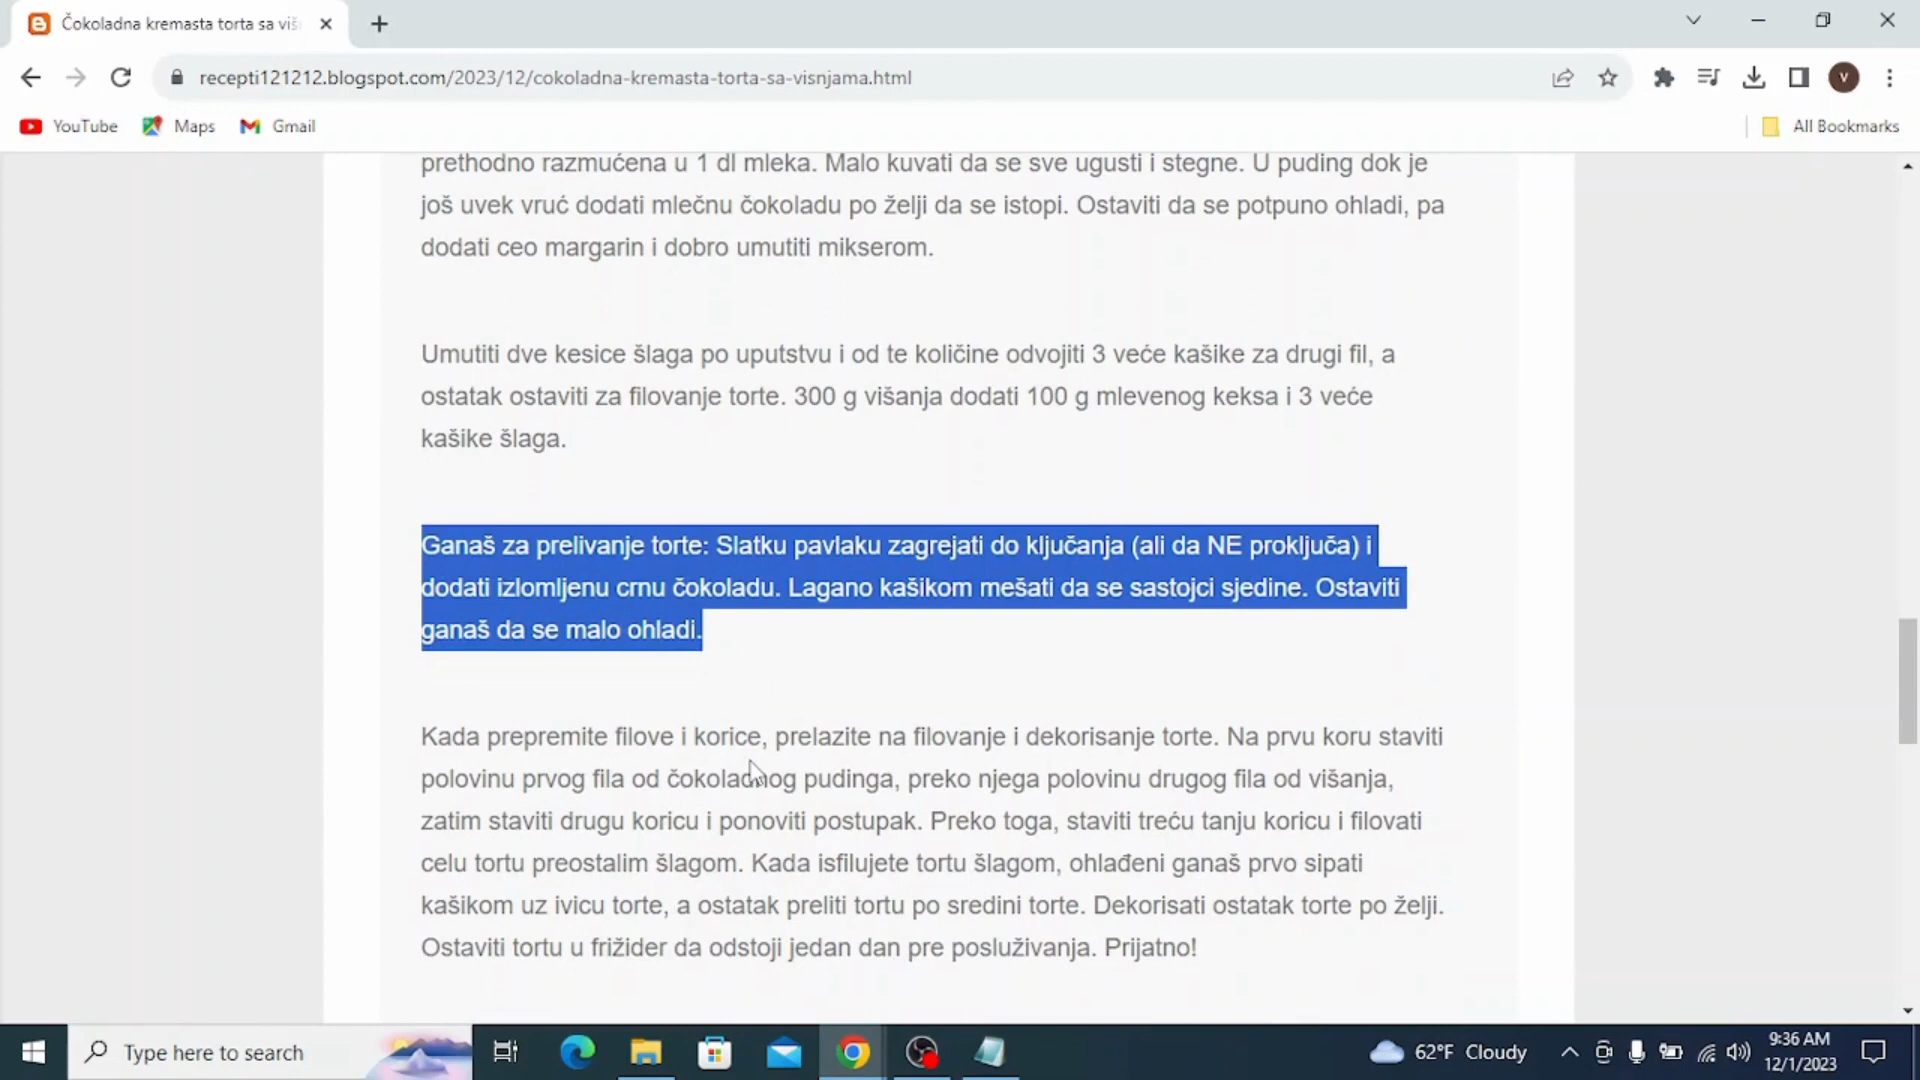 Čokoladna kremasta torta sa viš
recepti121212.blogspot.com/2023/12/cokoladna-kremasta-torta-sa-visnjama.html
V
YouTube
Maps
Gmail
All Bookmarks
prethodno razmućena u 1 dl mleka. Malo kuvati da se sve ugusti i stegne. U puding dok je
još uvek vruć dodati mlečnu čokoladu po želji da se istopi. Ostaviti da se potpuno ohladi, pa
dodati ceo margarin i dobro umutiti mikserom.
Umutiti dve kesice šlaga po uputstvu i od te količine odvojiti 3 veće kašike za drugi fil, a
ostatak ostaviti za filovanje torte. 300 g višanja dodati 100 g mlevenog keksa i 3 veće
kašike šlaga.
Ganaš za prelivanje torte: Slatku pavlaku zagrejati do ključanja (ali da NE proključa) i
dodati izlomljenu crnu čokoladu. Lagano kašikom mešati da se sastojci sjedine. Ostaviti
ganaš da se malo ohladi.
Kada prepremite filove i korice, prelazite na filovanje i dekorisanje torte. Na prvu koru staviti
polovinu prvog fila od čokoladnog pudinga, preko njega polovinu drugog fila od višanja,
zatim staviti drugu koricu i ponoviti postupak. Preko toga, staviti treću tanju koricu i filovati
celu tortu preostalim šlagom. Kada isfilujete tortu šlagom, ohlađeni ganaš prvo sipati
kašikom uz ivicu torte, a ostatak preliti tortu po sredini torte. Dekorisati ostatak torte po želji.
Ostaviti tortu u frižider da odstoji jedan dan pre posluživanja. Prijatno!
Type here to search
62°F Cloudy
9:36 AM
12/1/2023